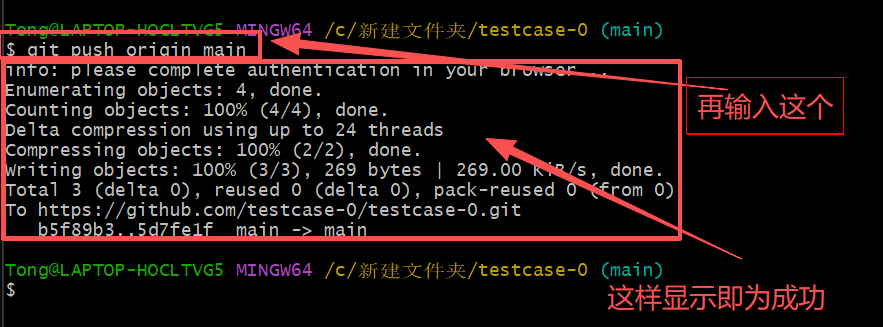 Tong@LAPTOP-HOCLTVG5 MINGW64 /c/新建文件夹/testcase-0 (main)
$ git push origin main
info: please complete authentication in your browser...
Enumerating objects: 4, done.
Counting objects: 100% (4/4), done.
Delta compression using up to 24 threads
Compressing objects: 100% (2/2), done.
Writing objects: 100% (3/3), 269 bytes | 269.00 KiB/s, done.
Total 3 (delta 0), reused 0 (delta 0), pack-reused 0 (from 0)
To https://github.com/testcase-0/testcase-0.git
b5f89b3..5d7fe1f main -> main
再输入这个
Tong@LAPTOP-HOCLTVG5 MINGW64 /c/新建文件夹/testcase-0 (main)
$
这样显示即为成功